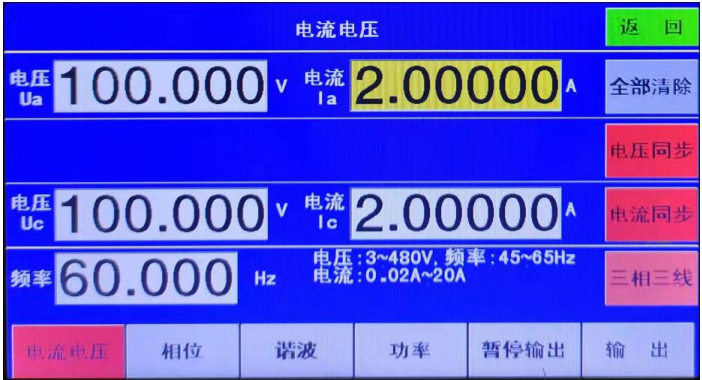 电流电压 返 回
电压 Ua 100.000 V 电流 Ia 2.00000 A 全部清除
电压同步
电压 Uc 100.000 V 电流 Ic 2.00000 A 电流同步
频率 60.000 Hz 电压:3~480V, 频率:45~65Hz
电流:0.02A~20A
三相三线
电流电压 相位 谐波 功率 暂停输出 输 出